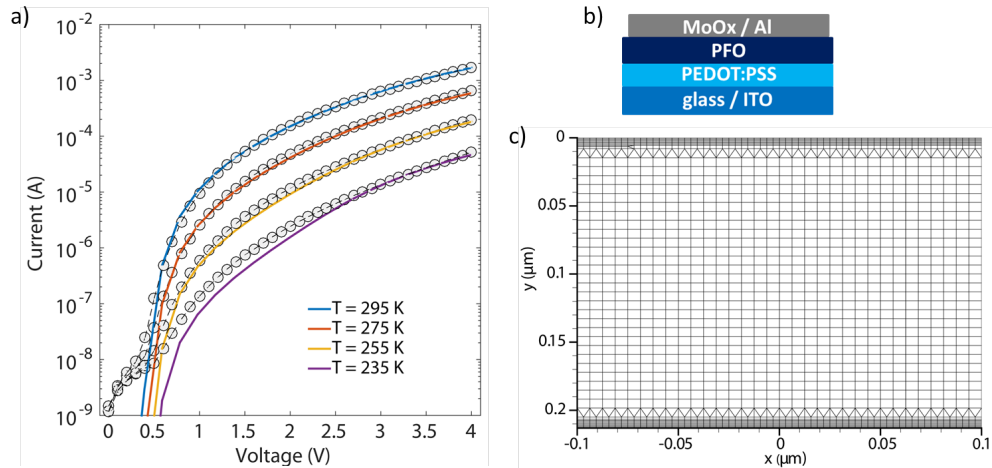 a)
10⁻²
10⁻³
10⁻⁴
10⁻⁵
10⁻⁶
10⁻⁷
10⁻⁸
10⁻⁹
Current (A)
0 0.5 1 1.5 2 2.5 3 3.5 4
Voltage (V)
T = 295 K
T = 275 K
T = 255 K
T = 235 K
b)
MoOx / Al
PFO
PEDOT:PSS
glass / ITO
c)
0
0.05
0.1
0.15
0.2
y (µm)
-0.1 -0.05 0 0.05 0.1
x (µm)